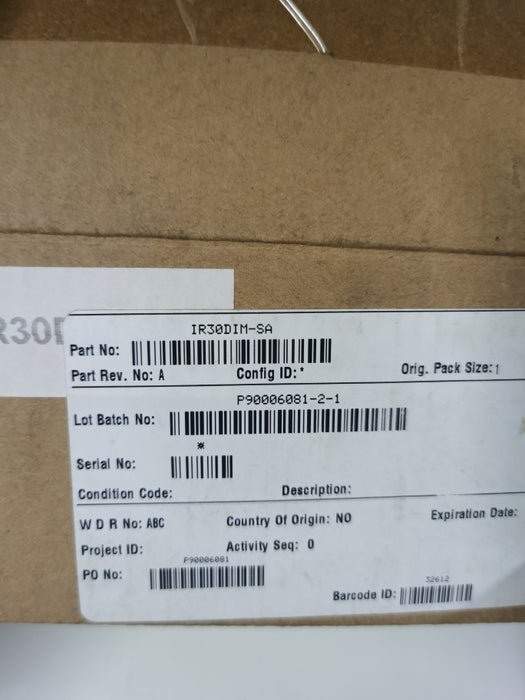 R30D
IR30DIM-SA
Part No:
Part Rev. No: A Config ID: * Orig. Pack Size: 1
P90006081-2-1
Lot Batch No:
*
Serial No:
Condition Code: Description:
W D R No: ABC Country Of Origin: NO Expiration Date:
Project ID: Activity Seq: 0
P90006081
PO No:
32612
Barcode ID: